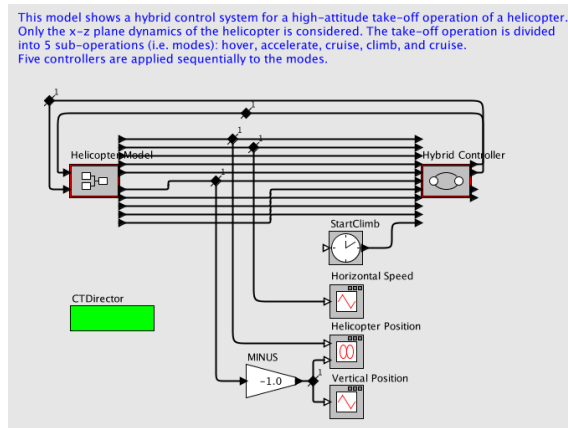 This model shows a hybrid control system for a high-attitude take-off operation of a helicopter.
Only the x-z plane dynamics of the helicopter is considered. The take-off operation is divided
into 5 sub-operations (i.e. modes): hover, accelerate, cruise, climb, and cruise.
Five controllers are applied sequentially to the modes.
1
1
1
1
Helicopter Model
Hybrid Controller
1
StartClimb
Horizontal Speed
CTDirector
Helicopter Position
MINUS
-1.0
1
Vertical Position